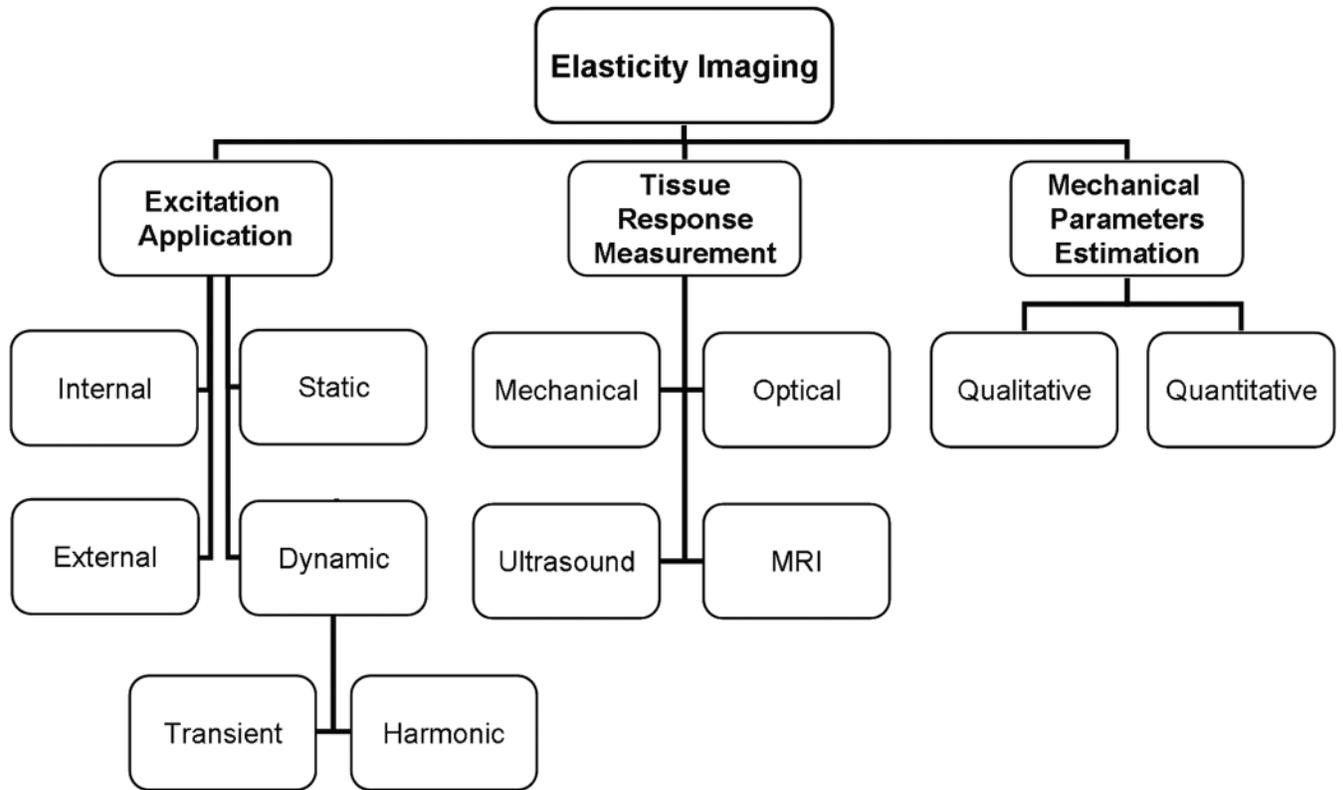 Elasticity Imaging
Excitation
Application
Tissue
Response
Measurement
Mechanical
Parameters
Estimation
Internal
Static
Mechanical
Optical
Qualitative
Quantitative
External
Dynamic
Ultrasound
MRI
Transient
Harmonic